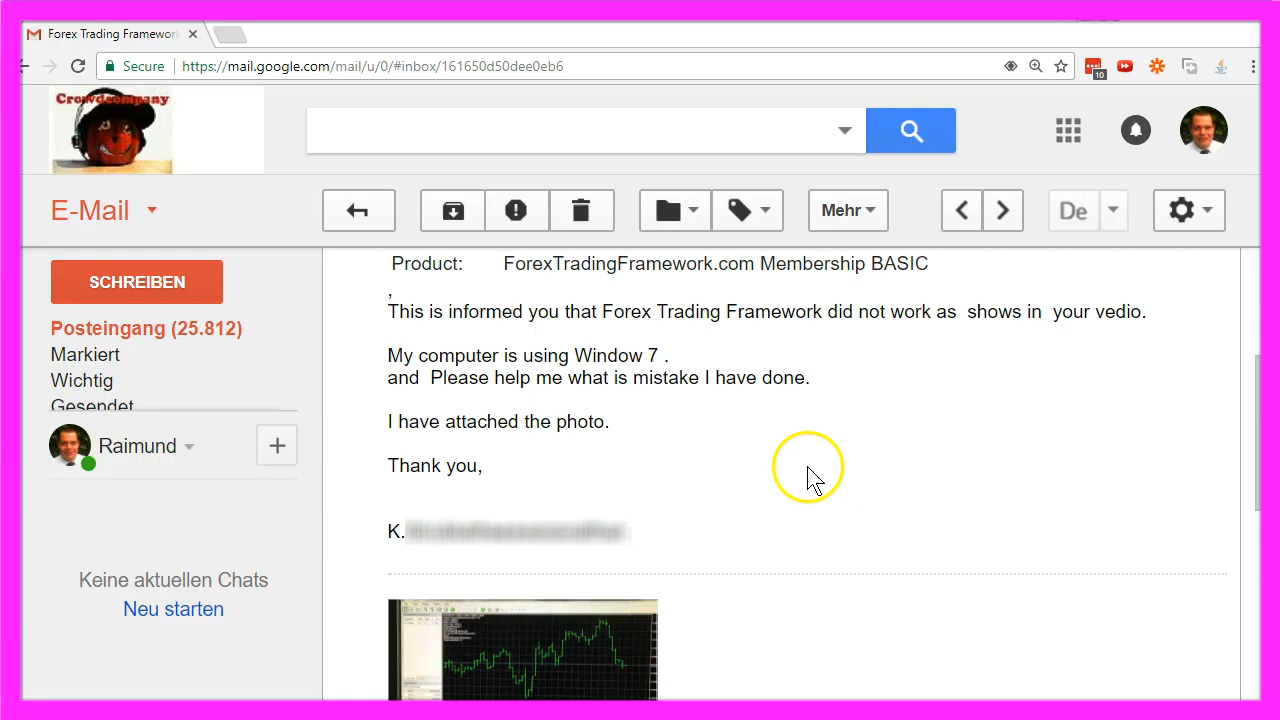 Forex Trading Framework
Secure https://mail.google.com/mail/u/0/#inbox/161650d50dee0eb6
10
Crowdcompany
E-Mail
Mehr
De
SCHREIBEN
Posteingang (25.812)
Markiert
Wichtig
Gesendet
Raimund
Keine aktuellen Chats
Neu starten
Product: ForexTradingFramework.com Membership BASIC
,
This is informed you that Forex Trading Framework did not work as shows in your vedio.
My computer is using Window 7 .
and Please help me what is mistake I have done.
I have attached the photo.
Thank you,
K.